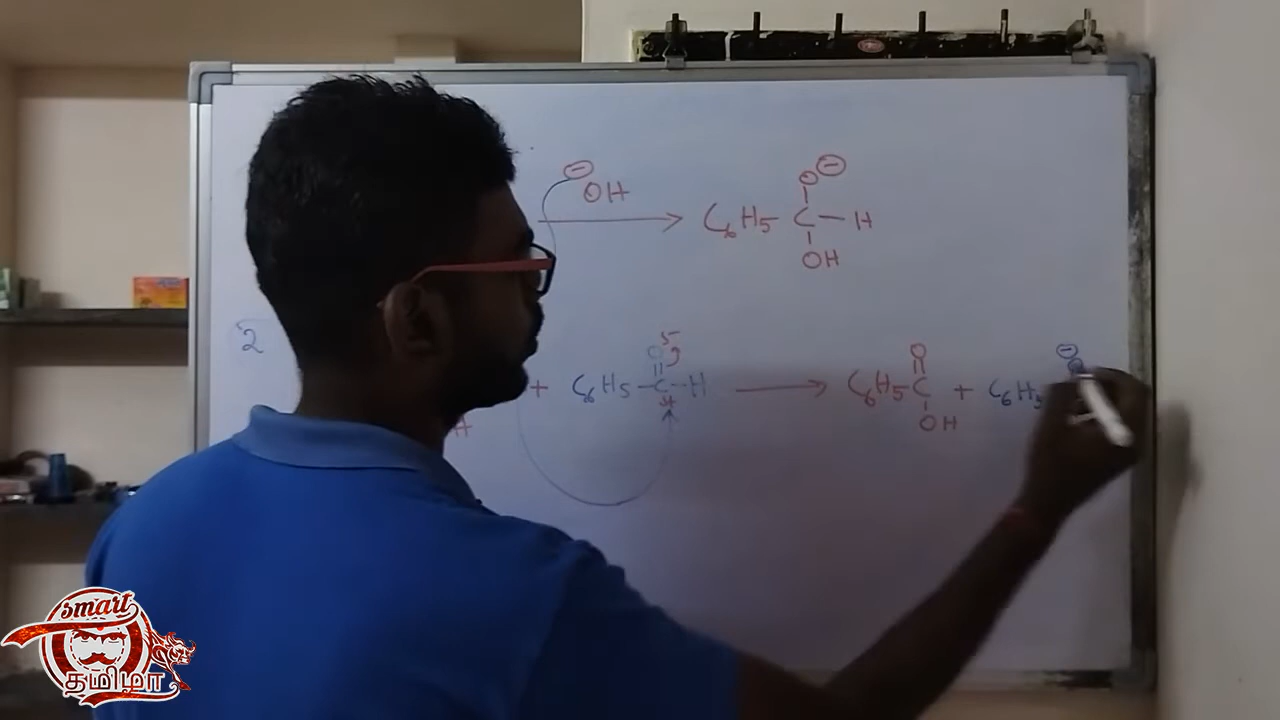 ⊖
OH
O⊖
C6H5 - C - H
OH
2
O
+ C6H5 - C - H → C6H5 C + C6H5
O
OH
⊖
smart
தமிழா